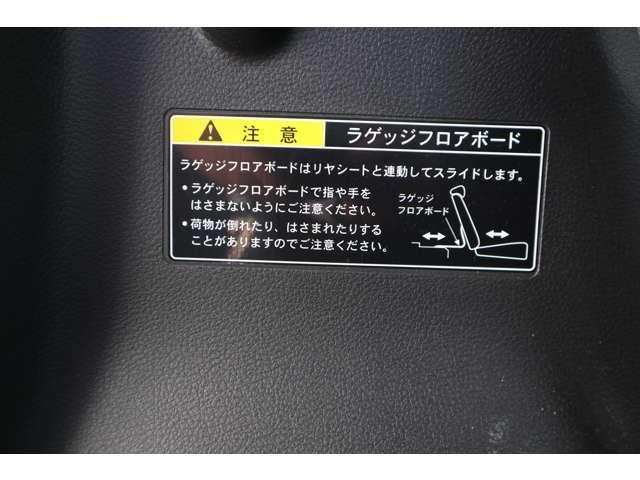 注意 ラゲッジフロアボード
ラゲッジフロアボードはリヤシートと連動してスライドします。
•ラゲッジフロアボードで指や手を
はさまないようにご注意ください。
•荷物が倒れたり、はさまれたりする
ことがありますのでご注意ください。
ラゲッジ
フロアボード